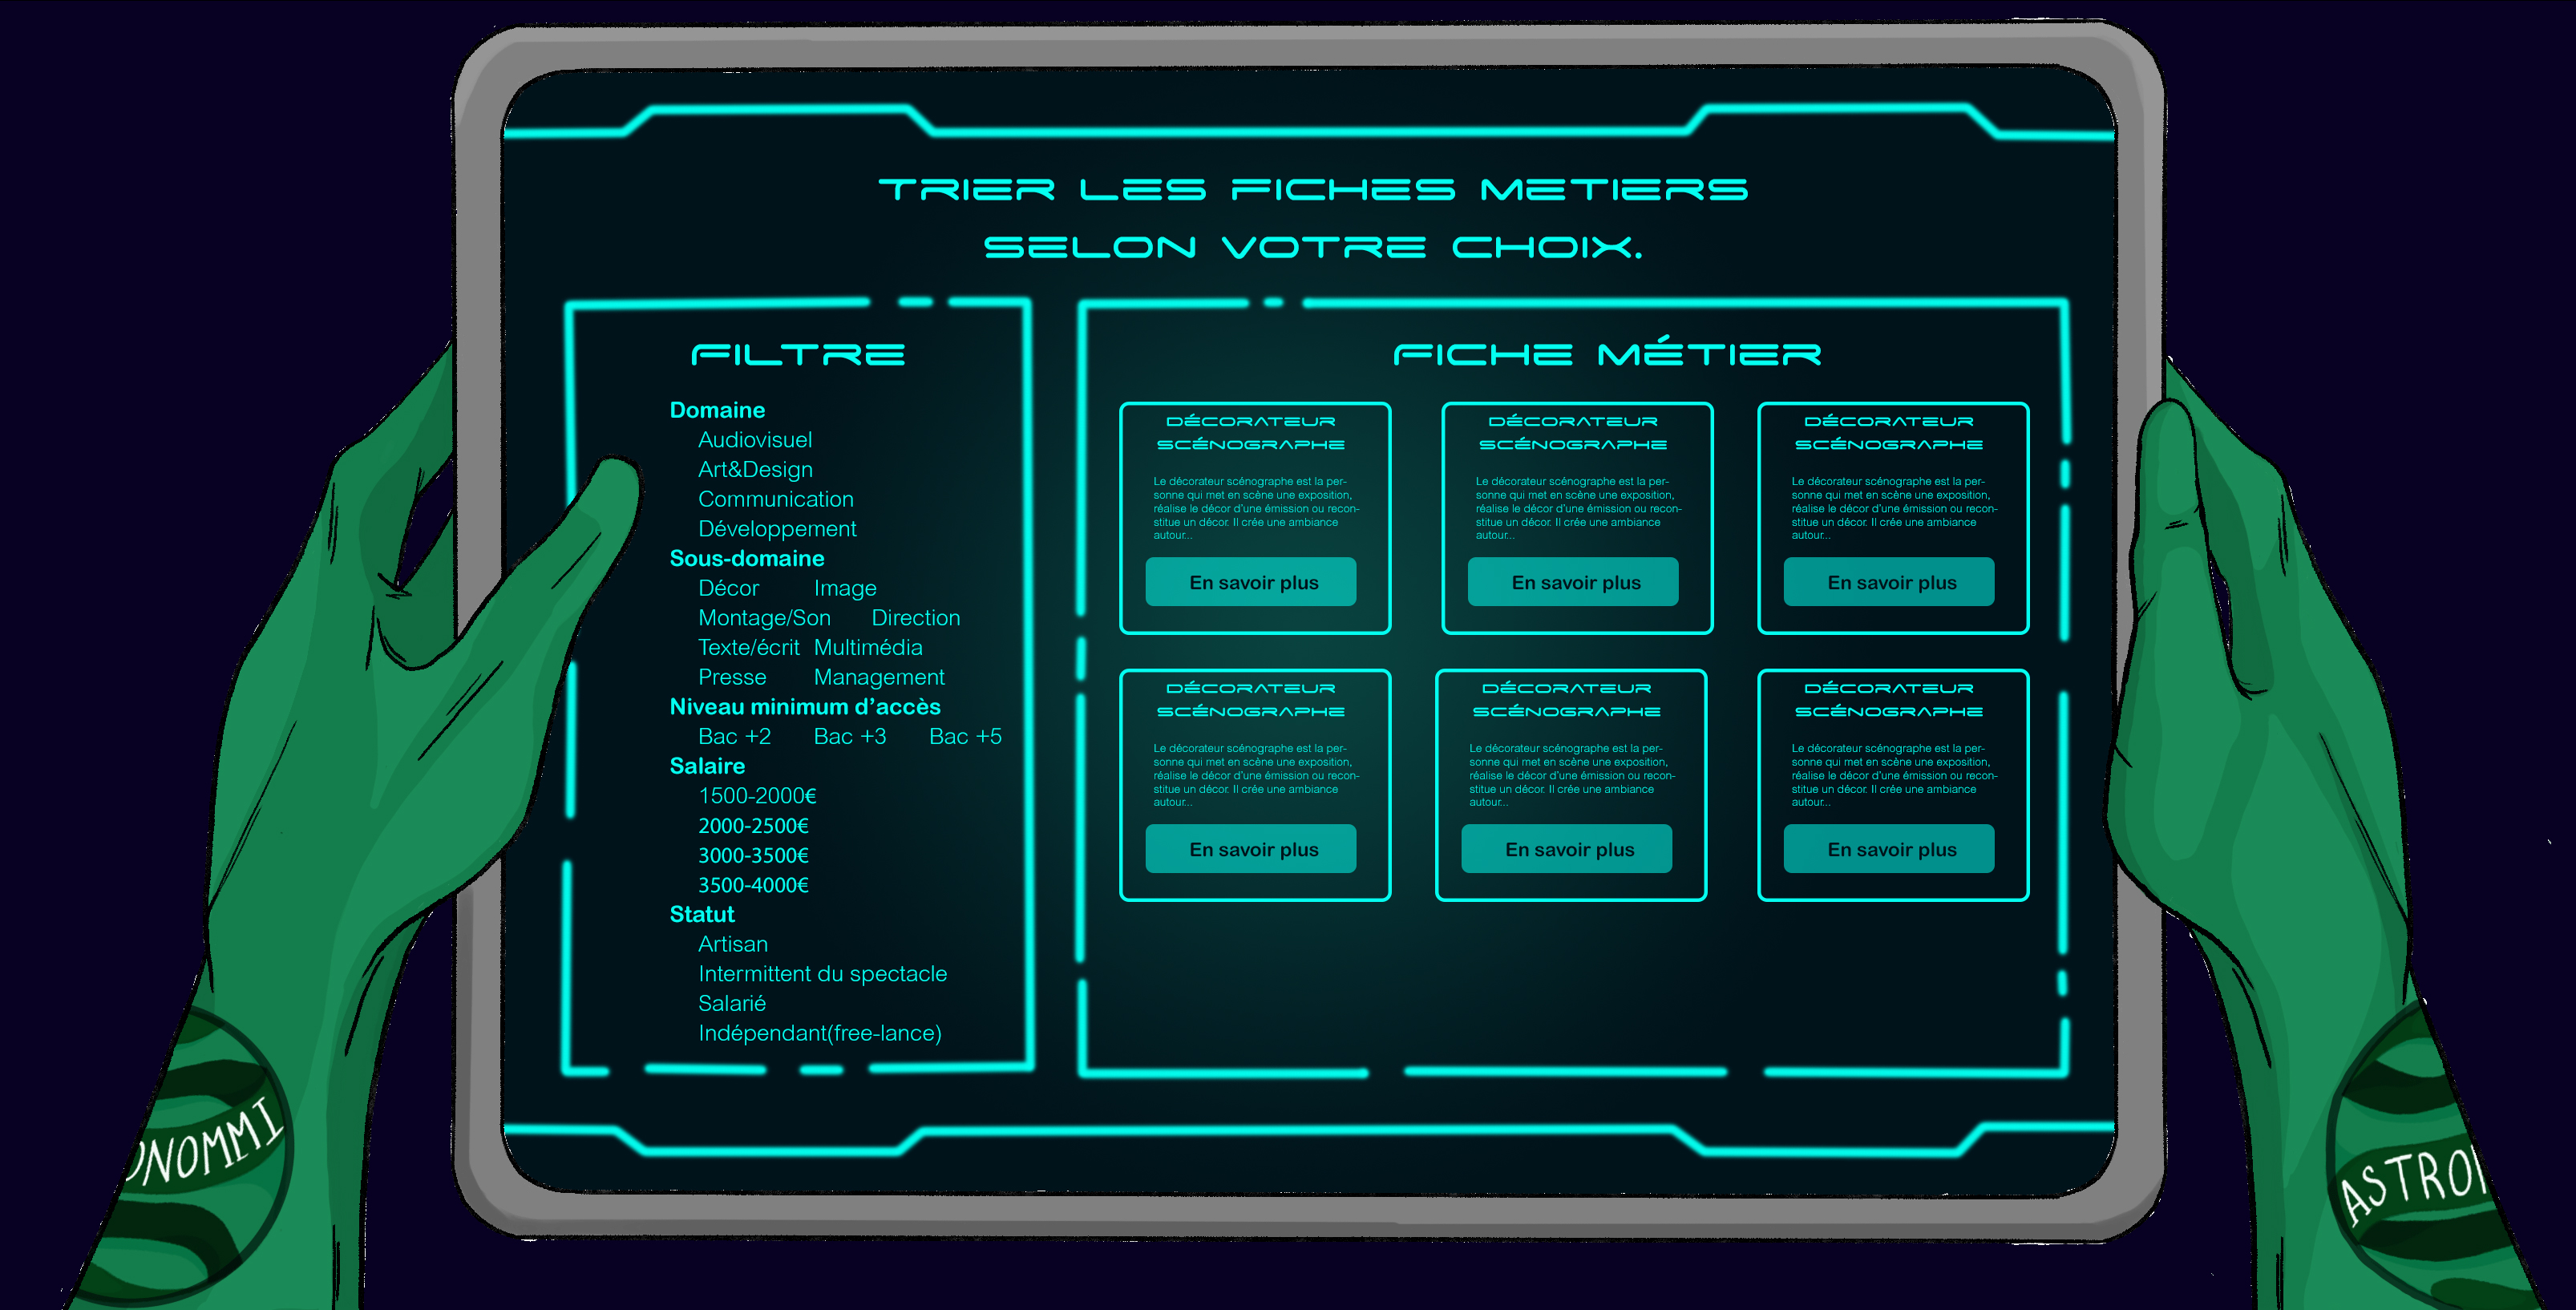 TRIER LES FICHES METIERS
SELON VOTRE CHOIX.
FILTRE
Domaine
Audiovisuel
Art&Design
Communication
Développement
Sous-domaine
Décor Image
Montage/Son Direction
Texte/écrit Multimédia
Presse Management
Niveau minimum d’accès
Bac +2 Bac +3 Bac +5
Salaire
1500-2000€
2000-2500€
3000-3500€
3500-4000€
Statut
Artisan
Intermittent du spectacle
Salarié
Indépendant(free-lance)
FICHE MÉTIER
DÉCORATEUR
SCÉNOGRAPHE
Le décorateur scénographe est la per-
sonne qui met en scène une exposition,
réalise le décor d’une émission ou recon-
stitue un décor. Il crée une ambiance
autour...
En savoir plus
DÉCORATEUR
SCÉNOGRAPHE
Le décorateur scénographe est la per-
sonne qui met en scène une exposition,
réalise le décor d’une émission ou recon-
stitue un décor. Il crée une ambiance
autour...
En savoir plus
DÉCORATEUR
SCÉNOGRAPHE
Le décorateur scénographe est la per-
sonne qui met en scène une exposition,
réalise le décor d’une émission ou recon-
stitue un décor. Il crée une ambiance
autour...
En savoir plus
DÉCORATEUR
SCÉNOGRAPHE
Le décorateur scénographe est la per-
sonne qui met en scène une exposition,
réalise le décor d’une émission ou recon-
stitue un décor. Il crée une ambiance
autour...
En savoir plus
DÉCORATEUR
SCÉNOGRAPHE
Le décorateur scénographe est la per-
sonne qui met en scène une exposition,
réalise le décor d’une émission ou recon-
stitue un décor. Il crée une ambiance
autour...
En savoir plus
DÉCORATEUR
SCÉNOGRAPHE
Le décorateur scénographe est la per-
sonne qui met en scène une exposition,
réalise le décor d’une émission ou recon-
stitue un décor. Il crée une ambiance
autour...
En savoir plus
ONOMMI
ASTRO